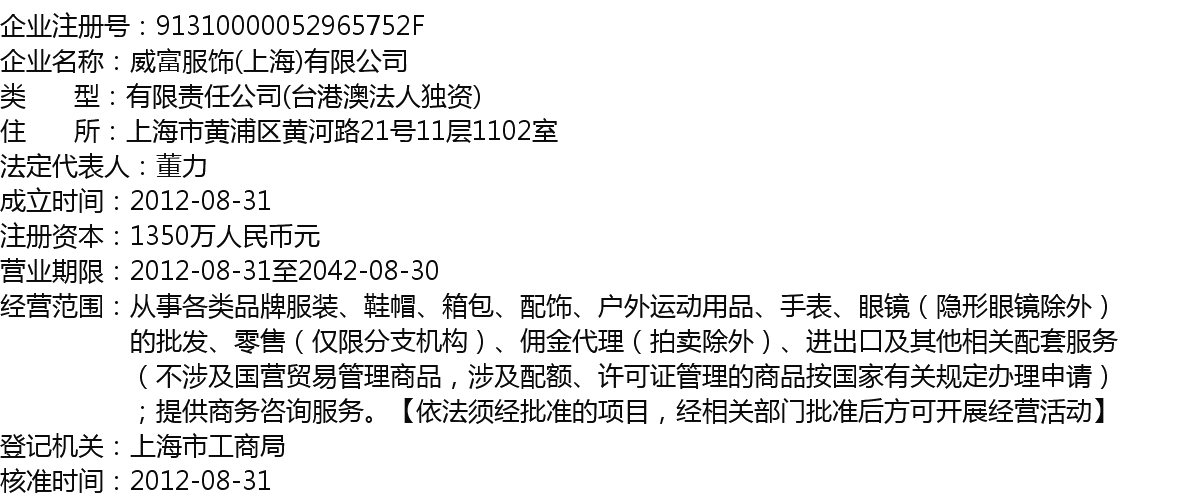 企业注册号：91310000052965752F
企业名称：威富服饰(上海)有限公司
类　　型：有限责任公司(台港澳法人独资)
住　　所：上海市黄浦区黄河路21号11层1102室
法定代表人：董力
成立时间：2012-08-31
注册资本：1350万人民币元
营业期限：2012-08-31至2042-08-30
经营范围：从事各类品牌服装、鞋帽、箱包、配饰、户外运动用品、手表、眼镜（隐形眼镜除外）
的批发、零售（仅限分支机构）、佣金代理（拍卖除外）、进出口及其他相关配套服务
（不涉及国营贸易管理商品，涉及配额、许可证管理的商品按国家有关规定办理申请）
；提供商务咨询服务。【依法须经批准的项目，经相关部门批准后方可开展经营活动】
登记机关：上海市工商局
核准时间：2012-08-31